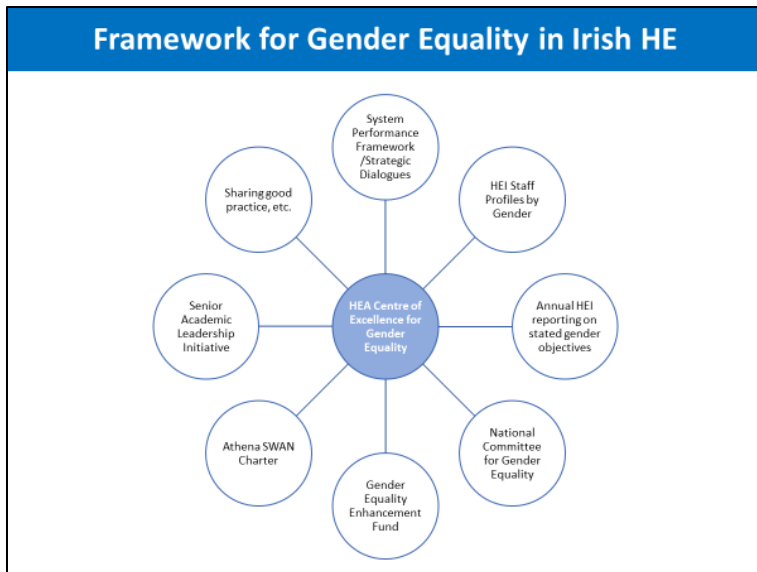 Framework for Gender Equality in Irish HE
System
Performance
Framework
/Strategic
Dialogues
HEI Staff
Profiles by
Gender
Annual HEI
reporting on
stated gender
objectives
National
Committee
for Gender
Equality
Gender
Equality
Enhancement
Fund
Athena SWAN
Charter
Senior
Academic
Leadership
Initiative
Sharing good
practice, etc.
HEA Centre of
Excellence for
Gender
Equality